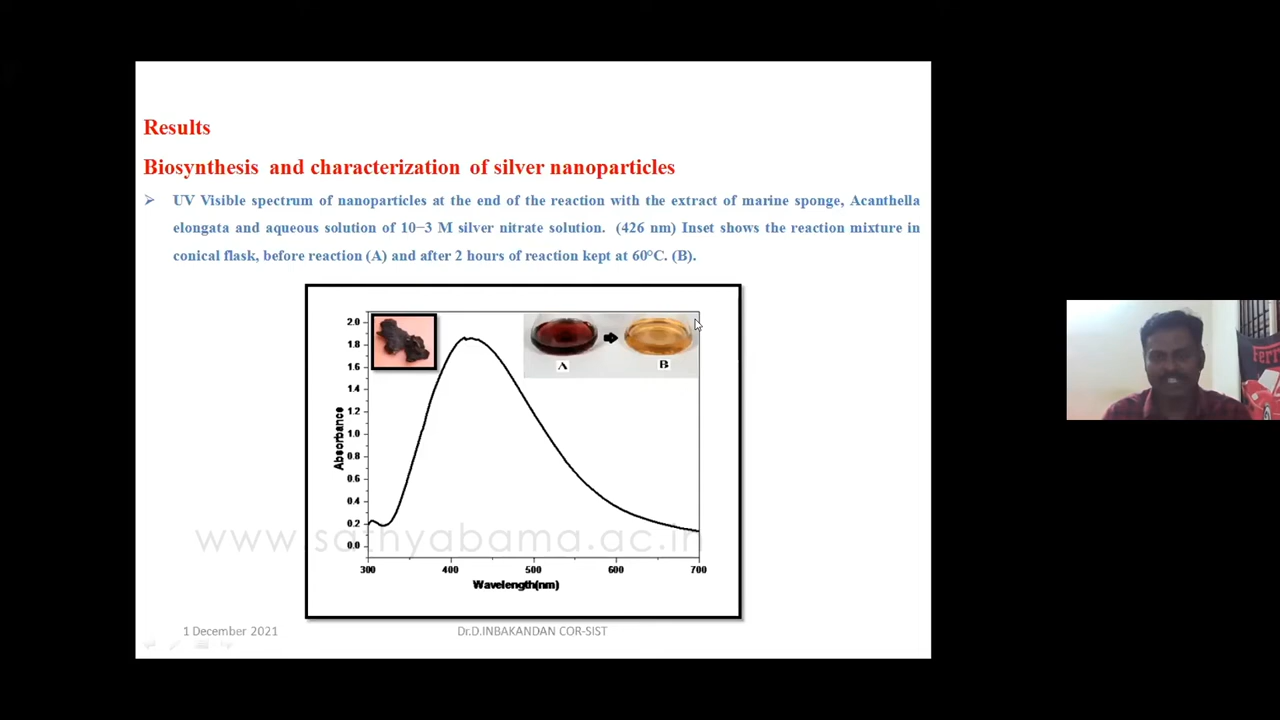 Results
Biosynthesis and characterization of silver nanoparticles
➢ UV Visible spectrum of nanoparticles at the end of the reaction with the extract of marine sponge, Acanthella
elongata and aqueous solution of 10−3 M silver nitrate solution. (426 nm) Inset shows the reaction mixture in
conical flask, before reaction (A) and after 2 hours of reaction kept at 60°C. (B).
2.0
1.8
1.6
1.4
1.2
1.0
0.8
0.6
0.4
0.2
0.0
Absorbance
A
B
300 400 500 600 700
Wavelength(nm)
www.sathyabama.ac.in
1 December 2021
Dr.D.INBAKANDAN COR-SIST
Ferr